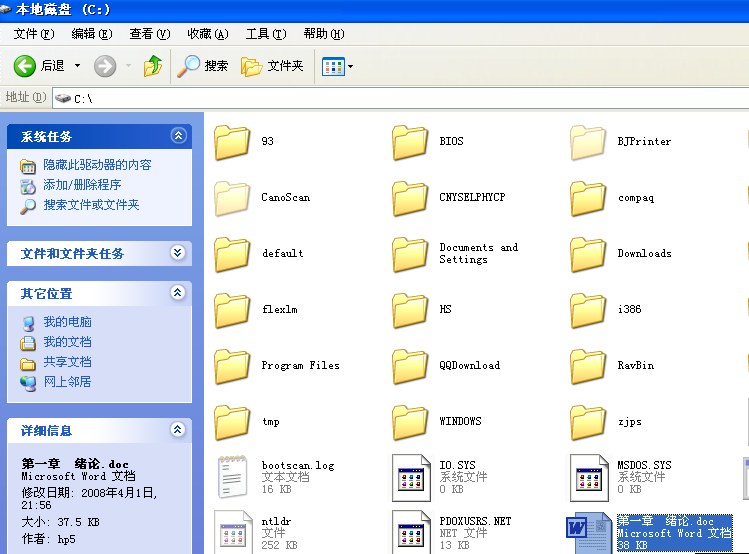 本地磁盘 (C:)
文件(F) 编辑(E) 查看(V) 收藏(A) 工具(T) 帮助(H)
后退 搜索 文件夹
地址(D) C:\
系统任务
隐藏此驱动器的内容
添加/删除程序
搜索文件或文件夹
文件和文件夹任务
其它位置
我的电脑
我的文档
共享文档
网上邻居
详细信息
第一章 绪论.doc
Microsoft Word 文档
修改日期: 2008年4月1日,
21:56
大小: 37.5 KB
作者: hp5
93 BIOS BJPrinter
CanoScan CNYSELPHYCP compaq
default Documents and
Settings Downloads
flexlm HS i386
Program Files QQDownload RavBin
tmp WINDOWS zjps
bootscan.log IO.SYS MSDOS.SYS
文本文档 系统文件 系统文件
16 KB 0 KB 0 KB
ntldr PDOXUSRS.NET 第一章 绪论.doc
文件 NET 文件 Microsoft Word 文档
252 KB 13 KB 38 KB